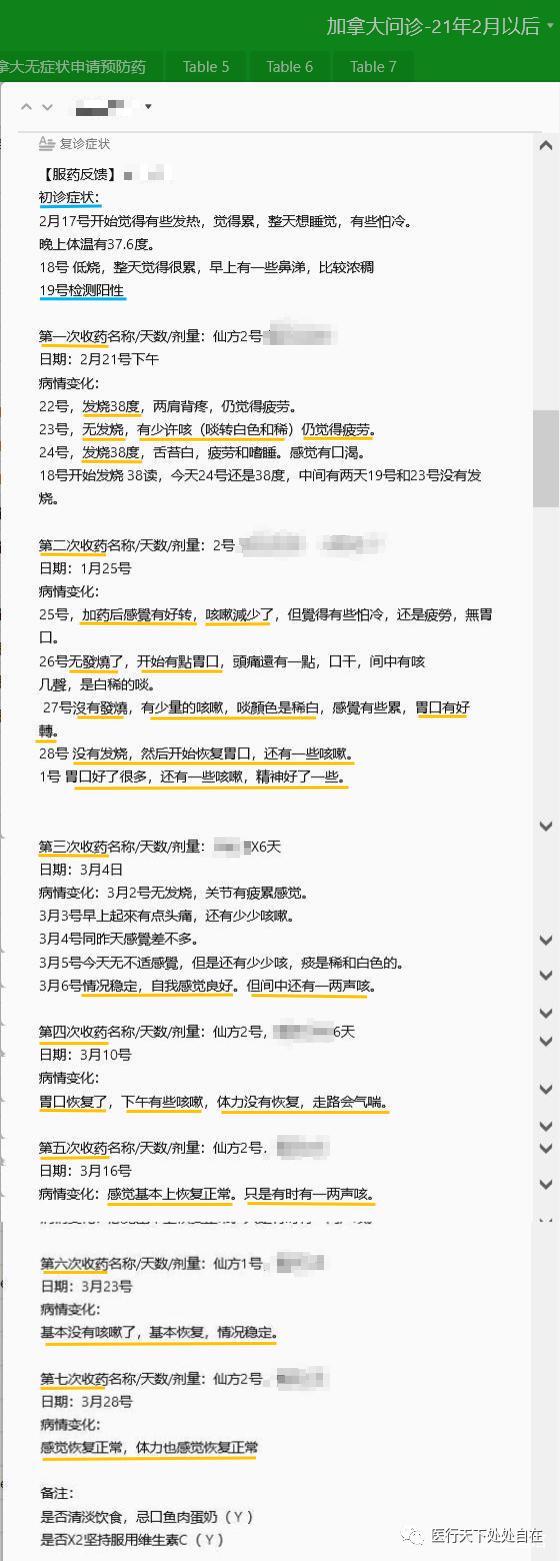 加拿大问诊-21年2月以后
拿大无症状申请预防药 Table 5 Table 6 Table 7
复诊症状
【服药反馈】
初诊症状：
2月17号开始觉得有些发热，觉得累，整天想睡觉，有些怕冷。
晚上体温有37.6度。
18号 低烧，整天觉得很累，早上有一些鼻涕，比较浓稠
19号检测阳性
第一次收药名称/天数/剂量：仙方2号
日期：2月21号下午
病情变化：
22号，发烧38度，两肩背疼，仍觉得疲劳。
23号，无发烧，有少许咳（啖转白色和稀）仍觉得疲劳。
24号，发烧38度，舌苔白，疲劳和嗜睡。感觉有口渴。
18号开始发烧 38读，今天24号还是38度，中间有两天19号和23号没有发
烧。
第二次收药名称/天数/剂量：2号
日期：1月25号
病情变化：
25号，加药后感覺有好转，咳嗽減少了，但覺得有些怕冷，还是疲勞，無胃
口。
26号无發燒了，开始有點胃口，頭痛還有一點，口干，间中有咳
几聲，是白稀的啖。
27号沒有發燒，有少量的咳嗽，啖顏色是稀白，感覺有些累，胃口有好
轉。
28号 没有发烧，然后开始恢复胃口，还有一些咳嗽。
1号 胃口好了很多，还有一些咳嗽，精神好了一些。
第三次收药名称/天数/剂量：X6天
日期：3月4日
病情变化：3月2号无发烧，关节有疲累感觉。
3月3号早上起來有点头痛，还有少少咳嗽。
3月4号同昨天感覺差不多。
3月5号今天无不适感覺，但是还有少少咳，痰是稀和白色的。
3月6号情况稳定，自我感觉良好。但间中还有一两声咳。
第四次收药名称/天数/剂量：仙方2号，6天
日期：3月10号
病情变化：
胃口恢复了，下午有些咳嗽，体力没有恢复，走路会气喘。
第五次收药名称/天数/剂量：仙方2号，
日期：3月16号
病情变化：感觉基本上恢复正常。只是有时有一两声咳。
第六次收药名称/天数/剂量：仙方1号，
日期：3月23号
病情变化：
基本没有咳嗽了，基本恢复，情况稳定。
第七次收药名称/天数/剂量：仙方2号，
日期：3月28号
病情变化：
感觉恢复正常，体力也感觉恢复正常
备注：
是否清淡饮食，忌口鱼肉蛋奶（Y）
是否X2坚持服用维生素C（Y）
医行天下处处自在